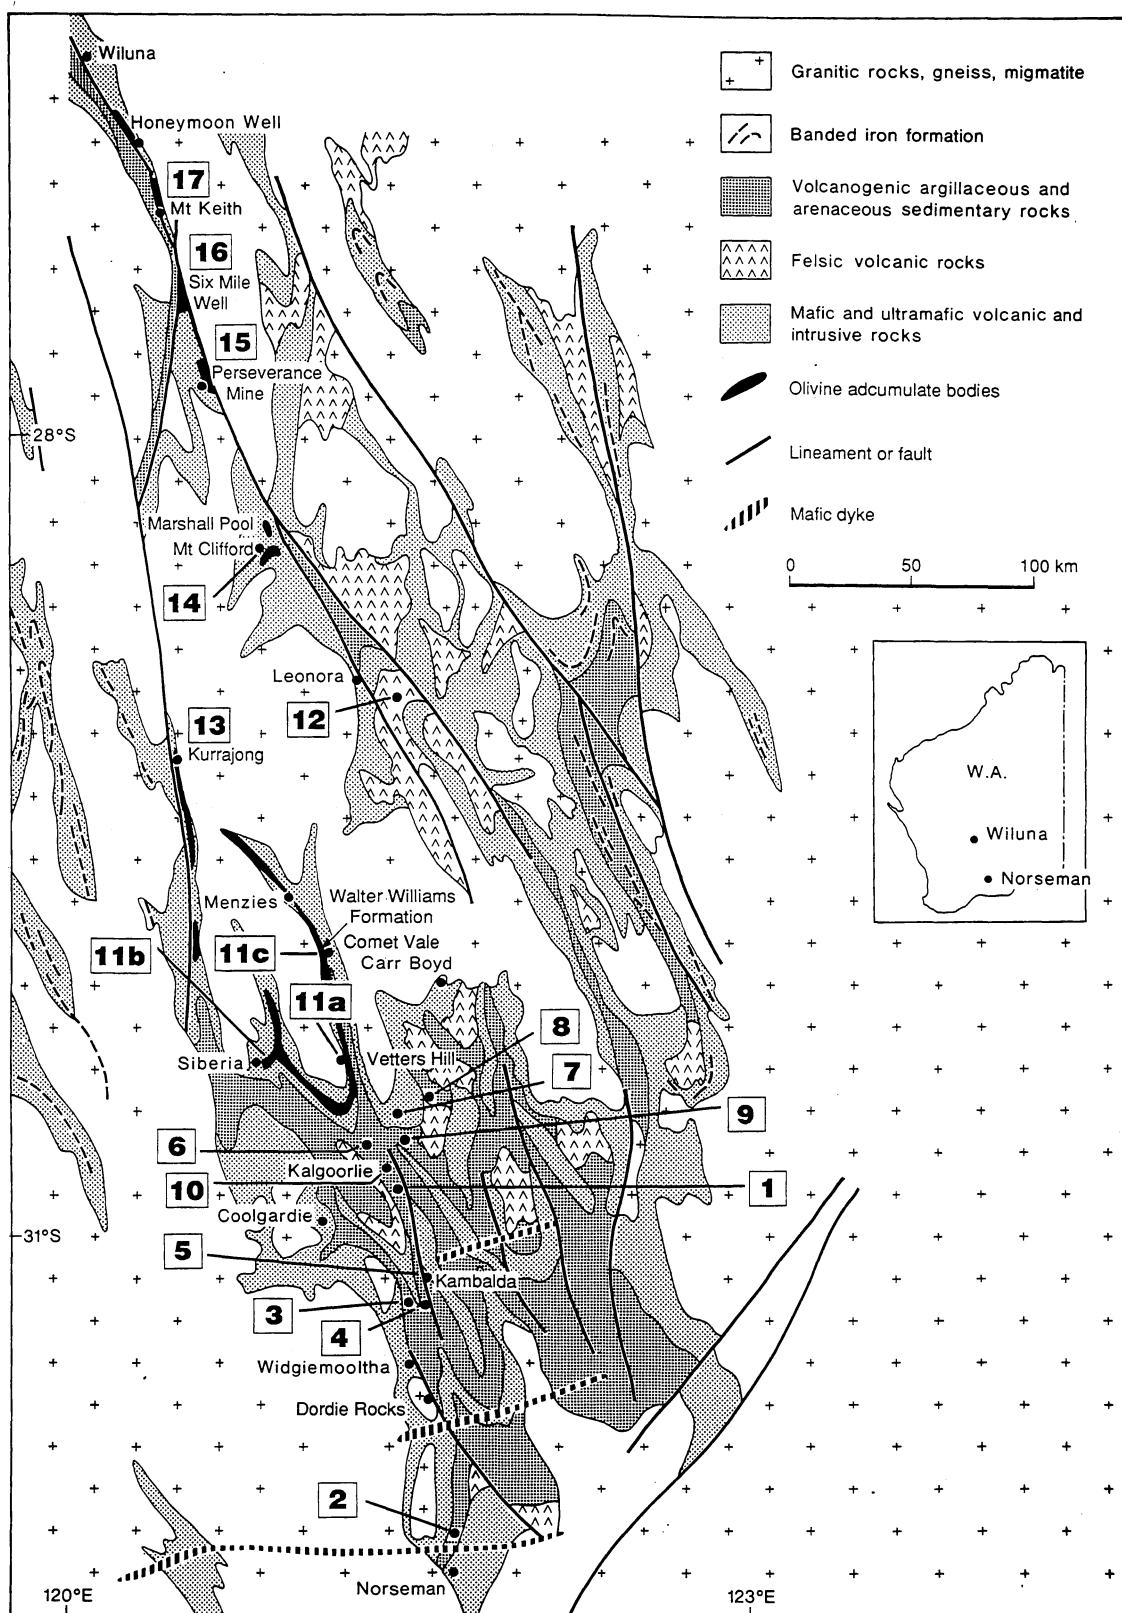 Wiluna
Honeymoon Well
17
Mt Keith
16
Six Mile
Well
15
Perseverance
Mine
28°S
Marshall Pool
Mt Clifford
14
Leonora
12
13
Kurrajong
Menzies
Walter Williams
Formation
11b
11c
Comet Vale
Carr Boyd
11a
8
Siberia
Vetters Hill
7
9
6
Kalgoorlie
10
1
Coolgardie
31°S
5
Kambalda
3
4
Widgiemooltha
Dordie Rocks
2
Norseman
120°E
123°E
Granitic rocks, gneiss, migmatite
Banded iron formation
Volcanogenic argillaceous and
arenaceous sedimentary rocks
Felsic volcanic rocks
Mafic and ultramafic volcanic and
intrusive rocks
Olivine adcumulate bodies
Lineament or fault
Mafic dyke
0 50 100 km
W.A.
Wiluna
Norseman